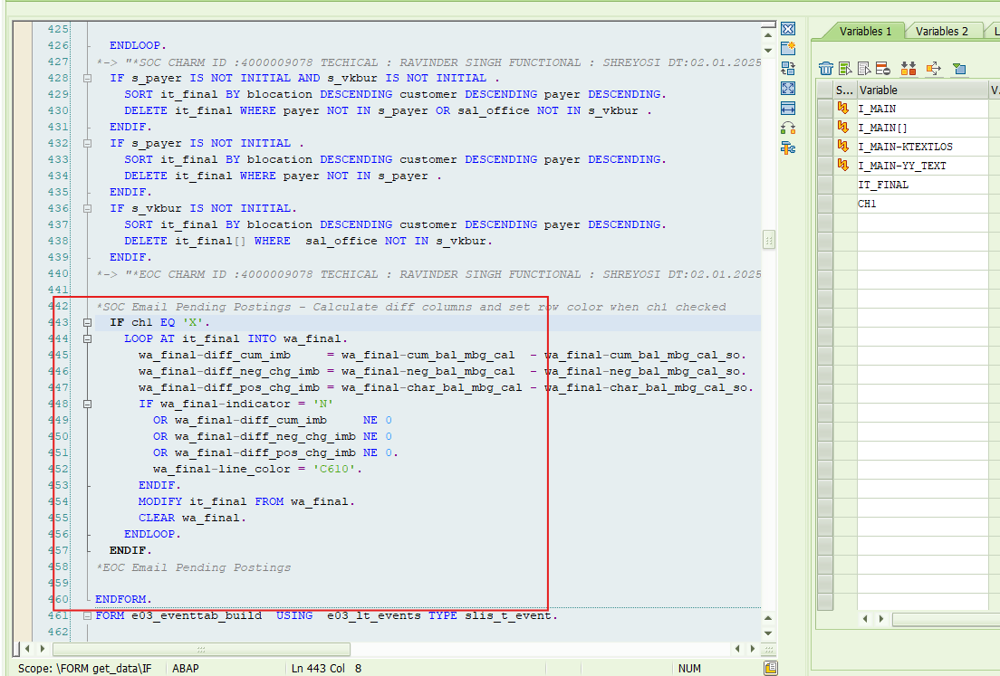 Variables 1
Variables 2
L
S...
Variable
V.
I_MAIN
I_MAIN[]
I_MAIN-KTEXTLOS
I_MAIN-YY_TEXT
IT_FINAL
CH1
425
426 ENDLOOP.
427 *-> "*SOC CHARM ID :4000009078 TECHICAL : RAVINDER SINGH FUNCTIONAL : SHREYOSI DT:02.01.2025
428 IF s_payer IS NOT INITIAL AND s_vkbur IS NOT INITIAL .
429 SORT it_final BY blocation DESCENDING customer DESCENDING payer DESCENDING.
430 DELETE it_final WHERE payer NOT IN s_payer OR sal_office NOT IN s_vkbur .
431 ENDIF.
432 IF s_payer IS NOT INITIAL .
433 SORT it_final BY blocation DESCENDING customer DESCENDING payer DESCENDING.
434 DELETE it_final WHERE payer NOT IN s_payer .
435 ENDIF.
436 IF s_vkbur IS NOT INITIAL.
437 SORT it_final BY blocation DESCENDING customer DESCENDING payer DESCENDING.
438 DELETE it_final[] WHERE sal_office NOT IN s_vkbur.
439 ENDIF.
440 *-> "*EOC CHARM ID :4000009078 TECHICAL : RAVINDER SINGH FUNCTIONAL : SHREYOSI DT:02.01.2025
441
442 *SOC Email Pending Postings - Calculate diff columns and set row color when ch1 checked
443 IF ch1 EQ 'X'.
444 LOOP AT it_final INTO wa_final.
445 wa_final-diff_cum_imb = wa_final-cum_bal_mbg_cal - wa_final-cum_bal_mbg_cal_so.
446 wa_final-diff_neg_chg_imb = wa_final-neg_bal_mbg_cal - wa_final-neg_bal_mbg_cal_so.
447 wa_final-diff_pos_chg_imb = wa_final-char_bal_mbg_cal - wa_final-char_bal_mbg_cal_so.
448 IF wa_final-indicator = 'N'
449 OR wa_final-diff_cum_imb NE 0
450 OR wa_final-diff_neg_chg_imb NE 0
451 OR wa_final-diff_pos_chg_imb NE 0.
452 wa_final-line_color = 'C610'.
453 ENDIF.
454 MODIFY it_final FROM wa_final.
455 CLEAR wa_final.
456 ENDLOOP.
457 ENDIF.
458 *EOC Email Pending Postings
459
460 ENDFORM.
461 FORM e03_eventtab_build USING e03_lt_events TYPE slis_t_event.
462
Scope: \FORM get_data\IF ABAP Ln 443 Col 8 NUM